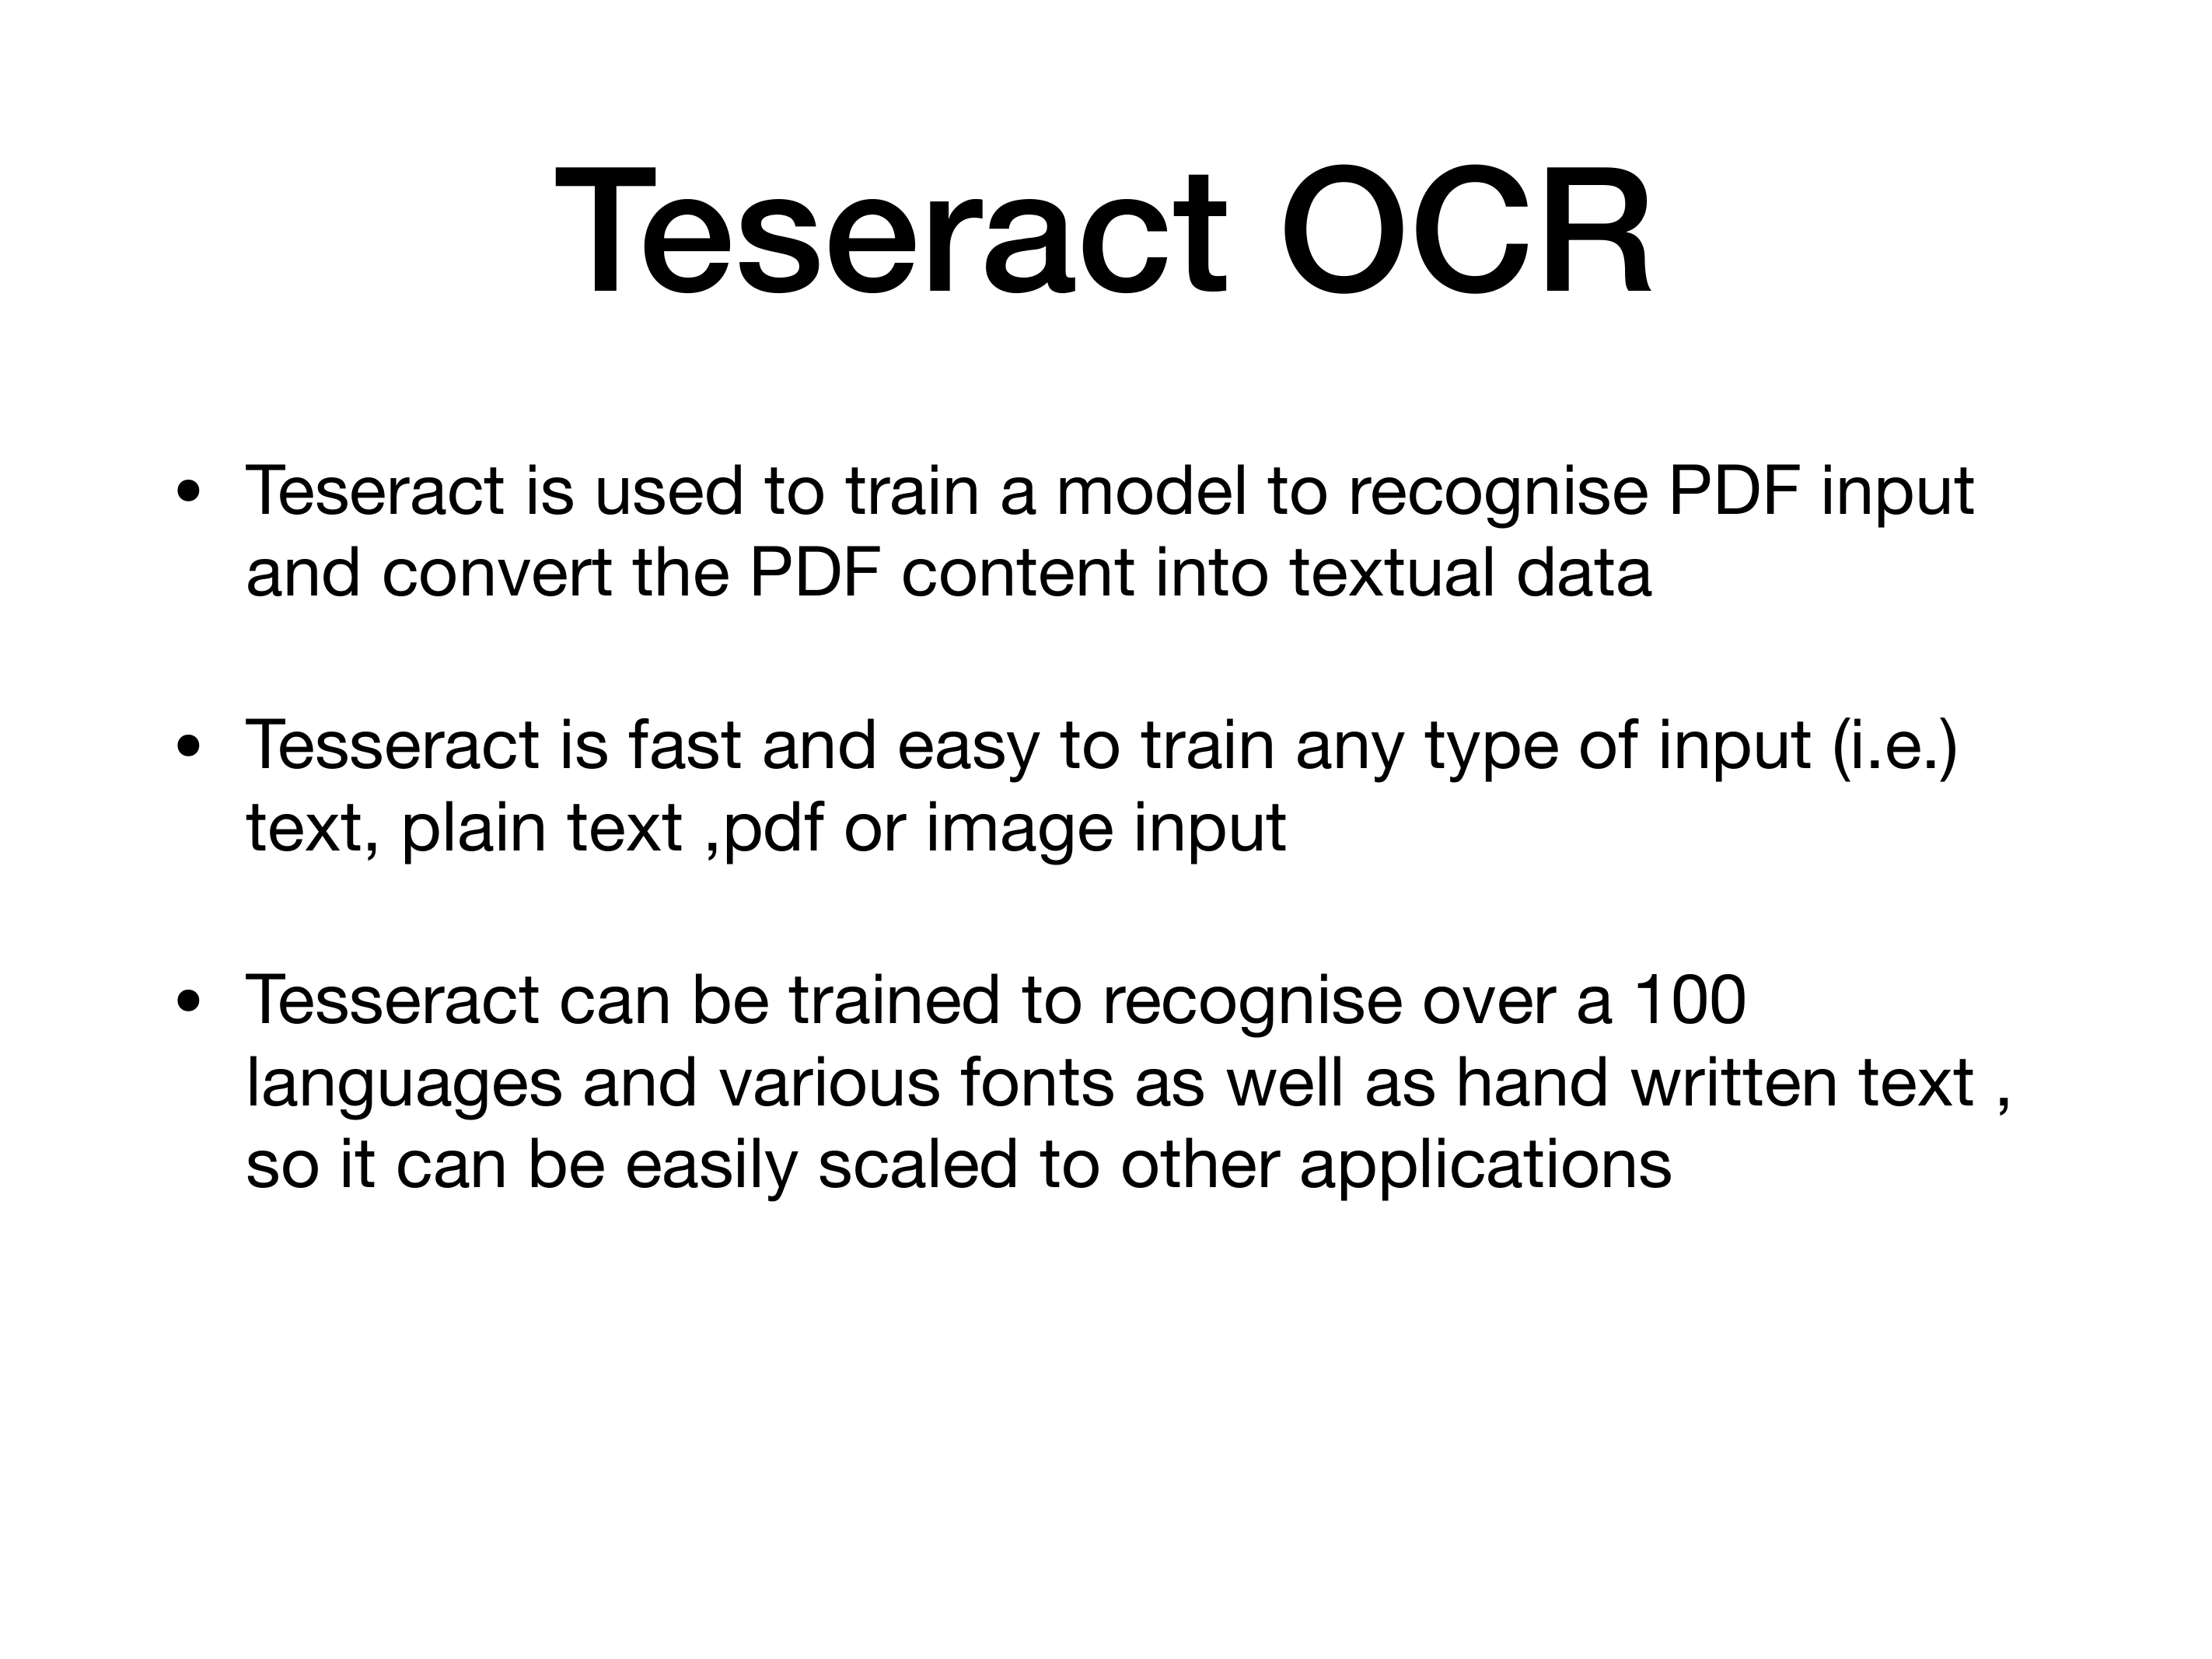 Teseract OCR
• Teseract is used to train a model to recognise PDF input
and convert the PDF content into textual data
• Tesseract is fast and easy to train any type of input (i.e.)
text, plain text ,pdf or image input
• Tesseract can be trained to recognise over a 100
languages and various fonts as well as hand written text ,
so it can be easily scaled to other applications